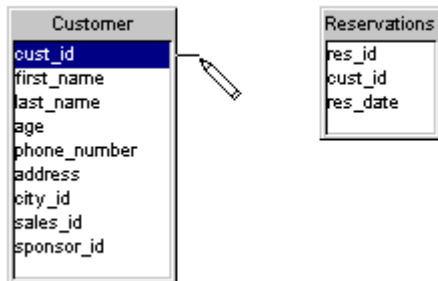 Customer
cust_id
first_name
last_name
age
phone_number
address
city_id
sales_id
sponsor_id
Reservations
res_id
cust_id
res_date